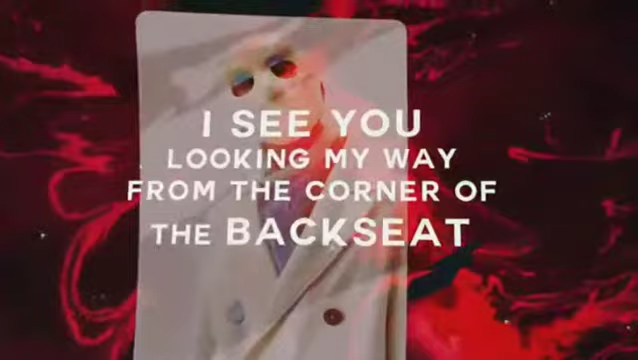 I SEE YOU
LOOKING MY WAY
FROM THE CORNER OF
THE BACKSEAT